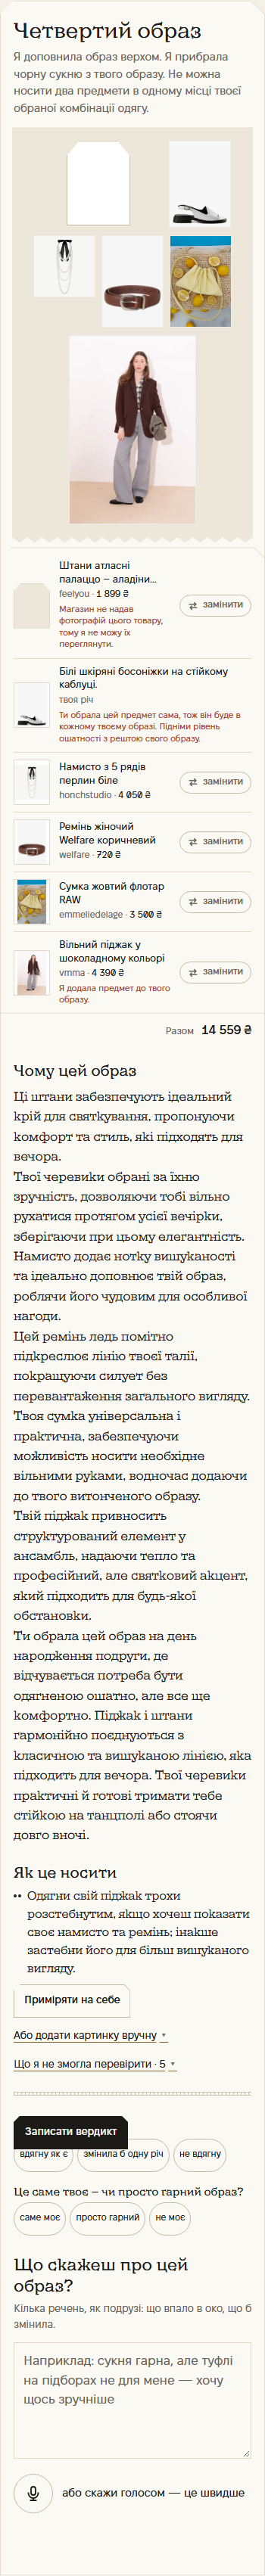 Четвертий образ
Я доповнила образ верхом. Я прибрала
чорну сукню з твого образу. Не можна
носити два предмети в одному місці твоєї
обраної комбінації одягу.
Штани атласні
палаццо – аладіни...
feelyou · 1 899 ₴
Магазин не надав
фотографій цього товару,
тому я не можу їх
переглянути.
замінити
Білі шкіряні босоніжки на стійкому
каблуці.
твоя річ
Ти обрала цей предмет сама, тож він буде в
кожному твоєму образі. Підніми рівень
ошатності з рештою свого образу.
Намисто з 5 рядів
перлин біле
honchstudio · 4 050 ₴
замінити
Ремінь жіночий
Welfare коричневий
welfare · 720 ₴
замінити
Сумка жовтий флотар
RAW
emmeliedelage · 3 500 ₴
замінити
Вільний піджак у
шоколадному кольорі
vmma · 4 390 ₴
Я додала предмет до твого
образу.
замінити
Разом 14 559 ₴
Чому цей образ
Ці штани забезпечують ідеальний
крій для святкування, пропонуючи
комфорт та стиль, які підходять для
вечора.
Твої черевики обрані за їхню
зручність, дозволяючи тобі вільно
рухатися протягом усієї вечірки,
зберігаючи при цьому елегантність.
Намисто додає нотку вишуканості
та ідеально доповнює твій образ,
роблячи його чудовим для особливої
нагоди.
Цей ремінь ледь помітно
підкреслює лінію твоєї талії,
покращуючи силует без
перевантаження загального вигляду.
Твоя сумка універсальна і
практична, забезпечуючи
можливість носити необхідне
вільними руками, водночас додаючи
до твого витонченого образу.
Твій піджак привносить
структурований елемент у
ансамбль, надаючи тепло та
професійний, але святковий акцент,
який підходить для будь-якої
обстановки.
Ти обрала цей образ на день
народження подруги, де
відчувається потреба бути
одягненою ошатно, але все ще
комфортно. Піджак і штани
гармонійно поєднуються з
класичною та вишуканою лінією, яка
підходить для вечора. Твої черевики
практичні й готові тримати тебе
стійкою на танцполі або стоячи
довго вночі.
Як це носити
Одягни свій піджак трохи
розстебнутим, якщо хочеш показати
своє намисто та ремінь; інакше
застебни його для більш вишуканого
вигляду.
Приміряти на себе
Або додати картинку вручну
Що я не змогла перевірити · 5
Записати вердикт
вдягну як є
змінила б одну річ
не вдягну
Це саме твоє – чи просто гарний образ?
саме моє
просто гарний
не моє
Що скажеш про цей
образ?
Кілька речень, як подрузі: що впало в око, що б
змінила.
Наприклад: сукня гарна, але туфлі
на підборах не для мене — хочу
щось зручніше
або скажи голосом — це швидше